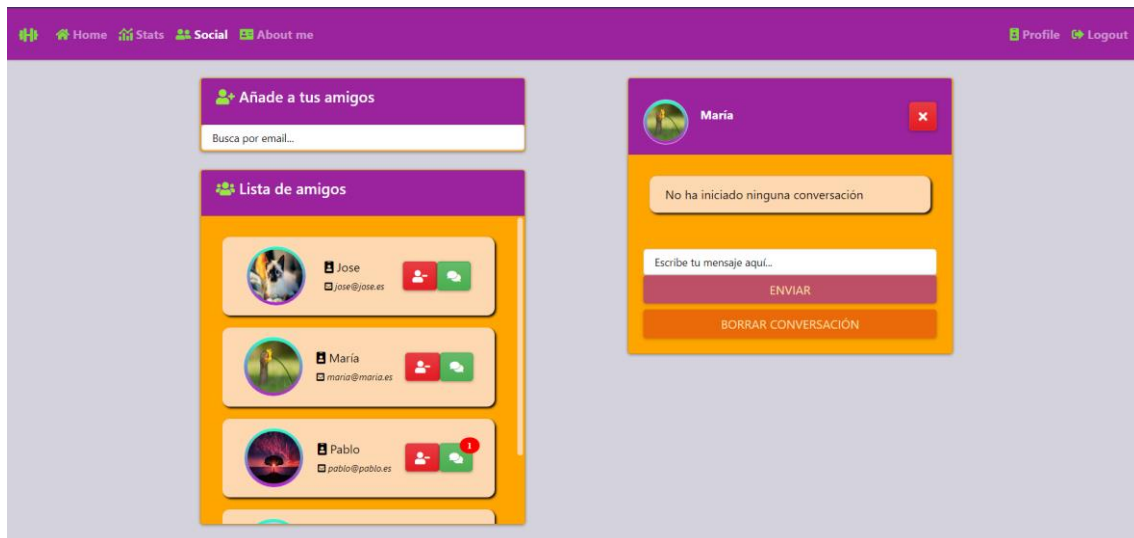 Home Stats Social About me Profile Logout
Añade a tus amigos
Busca por email...
Lista de amigos
Jose
jose@jose.es
María
maria@maria.es
1
Pablo
pablo@pablo.es
María
No ha iniciado ninguna conversación
Escribe tu mensaje aquí...
ENVIAR
BORRAR CONVERSACIÓN